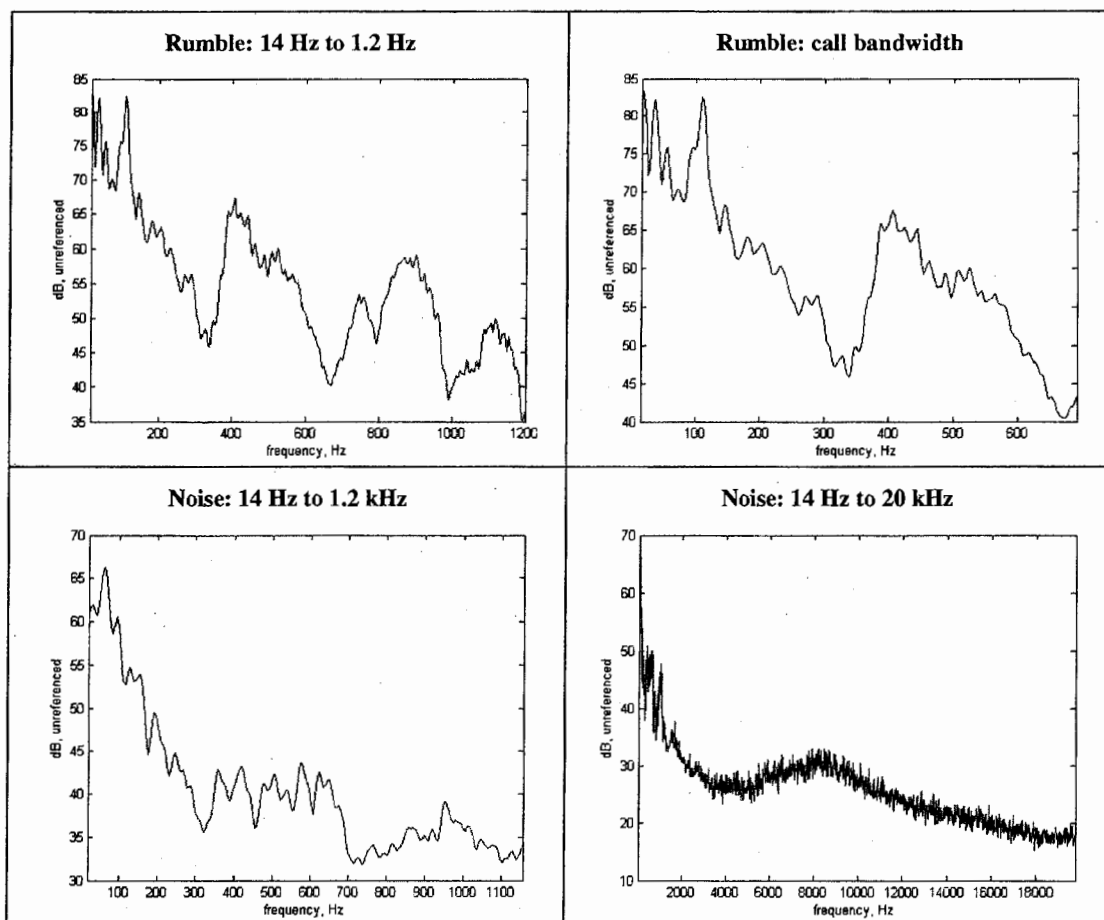 Rumble: 14 Hz to 1.2 Hz
85
80
75
70
65
60
55
50
45
40
35
dB, unreferenced
200 400 600 800 1000 1200
frequency, Hz
Rumble: call bandwidth
85
80
75
70
65
60
55
50
45
40
dB, unreferenced
100 200 300 400 500 600
frequency, Hz
Noise: 14 Hz to 1.2 kHz
70
65
60
55
50
45
40
35
30
dB, unreferenced
100 200 300 400 500 600 700 800 900 1000 1100
frequency, Hz
Noise: 14 Hz to 20 kHz
70
60
50
40
30
20
10
dB, unreferenced
2000 4000 6000 8000 10000 12000 14000 16000 18000
frequency, Hz